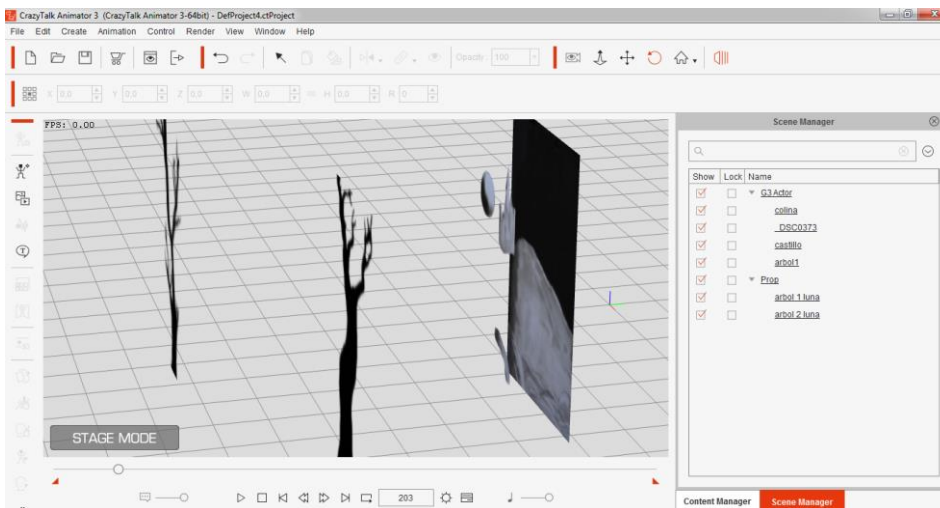 CrazyTalk Animator 3 (CrazyTalk Animator 3-64bit) - DefProject4.ctProject
File Edit Create Animation Control Render View Window Help
Opacity 100
X 0,0 Y 0,0 Z 0,0 W 0,0 H 0,0 R 0
FPS: 0.00
Scene Manager
Show Lock Name
G3 Actor
colina
_DSC0373
castillo
arbol1
Prop
arbol 1 luna
arbol 2 luna
STAGE MODE
203
Content Manager Scene Manager